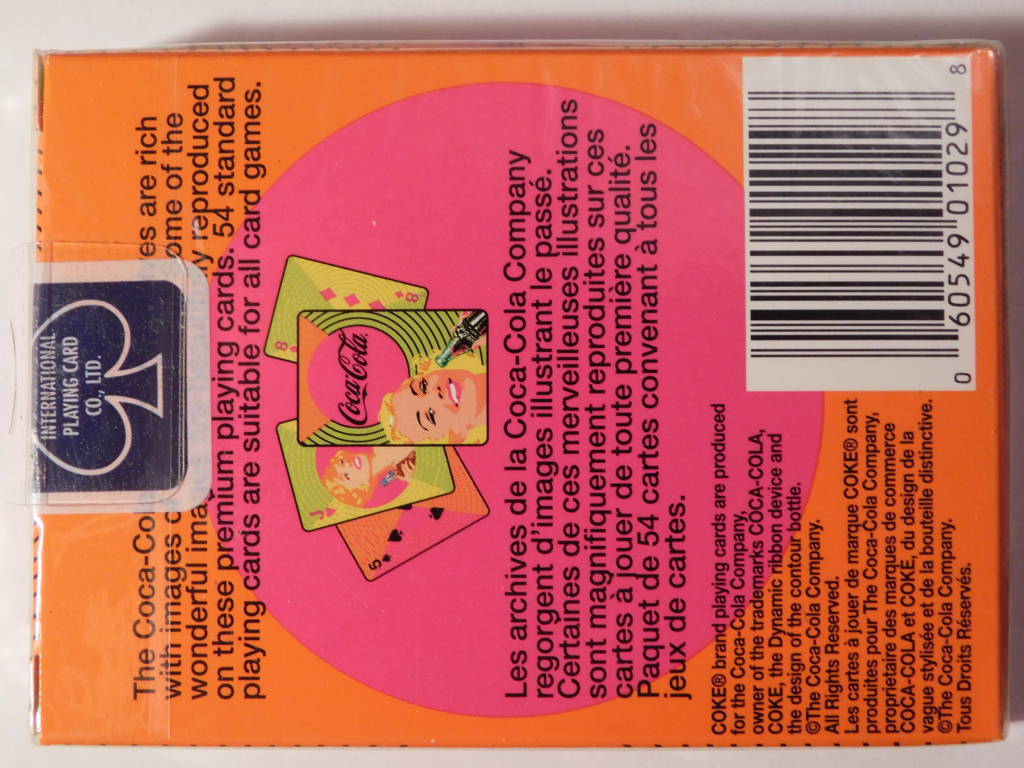 INTERNATIONAL
PLAYING CARD
CO., LTD.
The Coca-Cola are rich
with images some of the
wonderful reproduced
on these premium playing cards. 54 standard
playing cards are suitable for all card games.
8
J
5
Coca-Cola
8
Les archives de la Coca-Cola Company
regorgent d'images illustrant le passé.
Certaines de ces merveilleuses illustrations
sont magnifiquement reproduites sur ces
cartes à jouer de toute première qualité.
Paquet de 54 cartes convenant à tous les
jeux de cartes.
COKE® brand playing cards are produced
for the Coca-Cola Company,
owner of the trademarks COCA-COLA,
COKE, the Dynamic ribbon device and
the design of the contour bottle.
©The Coca-Cola Company.
All Rights Reserved.
Les cartes à jouer de marque COKE® sont
produites pour The Coca-Cola Company,
proprietaire des marques de commerce
COCA-COLA et COKE, du design de la
vague stylisée et de la bouteille distinctive.
©The Coca-Cola Company.
Tous Droits Réservés.
0 60549 01029 8